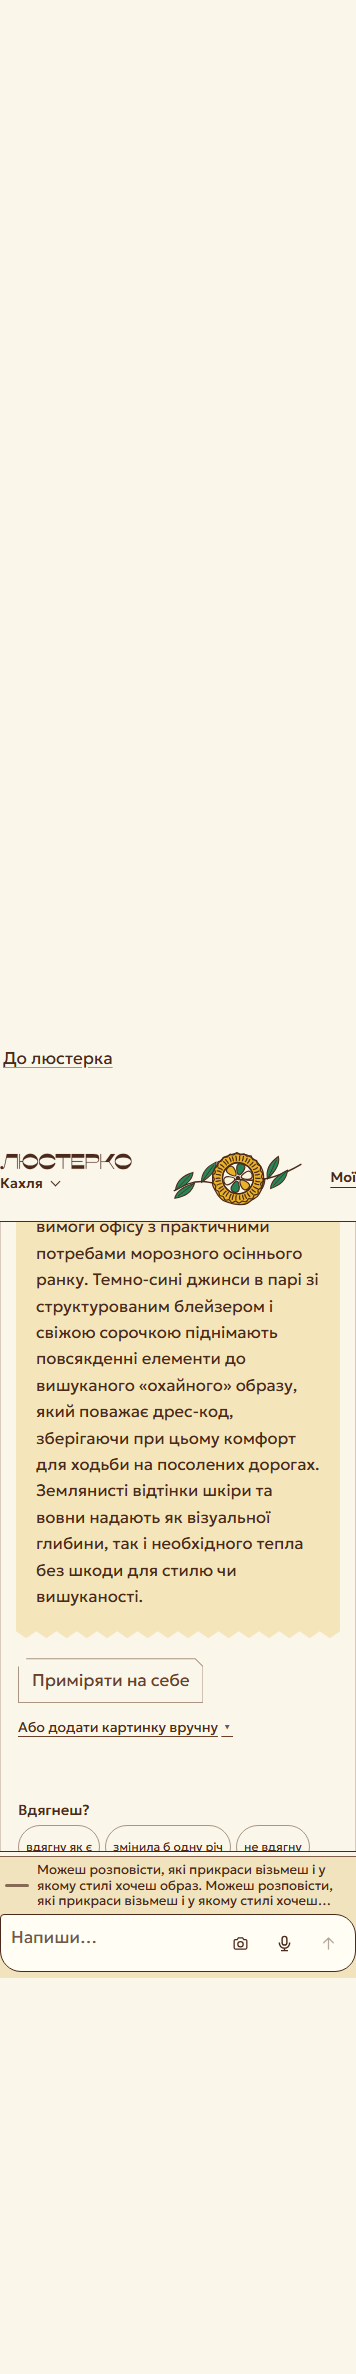 До люстерка
ЛЮСТЕРКО
Кахля
Мої
вимоги офісу з практичними
потребами морозного осіннього
ранку. Темно-сині джинси в парі зі
структурованим блейзером і
свіжою сорочкою піднімають
повсякденні елементи до
вишуканого «охайного» образу,
який поважає дрес-код,
зберігаючи при цьому комфорт
для ходьби на посолених дорогах.
Землянисті відтінки шкіри та
вовни надають як візуальної
глибини, так і необхідного тепла
без шкоди для стилю чи
вишуканості.
Приміряти на себе
Або додати картинку вручну
Вдягнеш?
вдягну як є змінила б одну річ не вдягну
Можеш розповісти, які прикраси візьмеш і у
якому стилі хочеш образ. Можеш розповісти,
які прикраси візьмеш і у якому стилі хочеш...
Напиши...